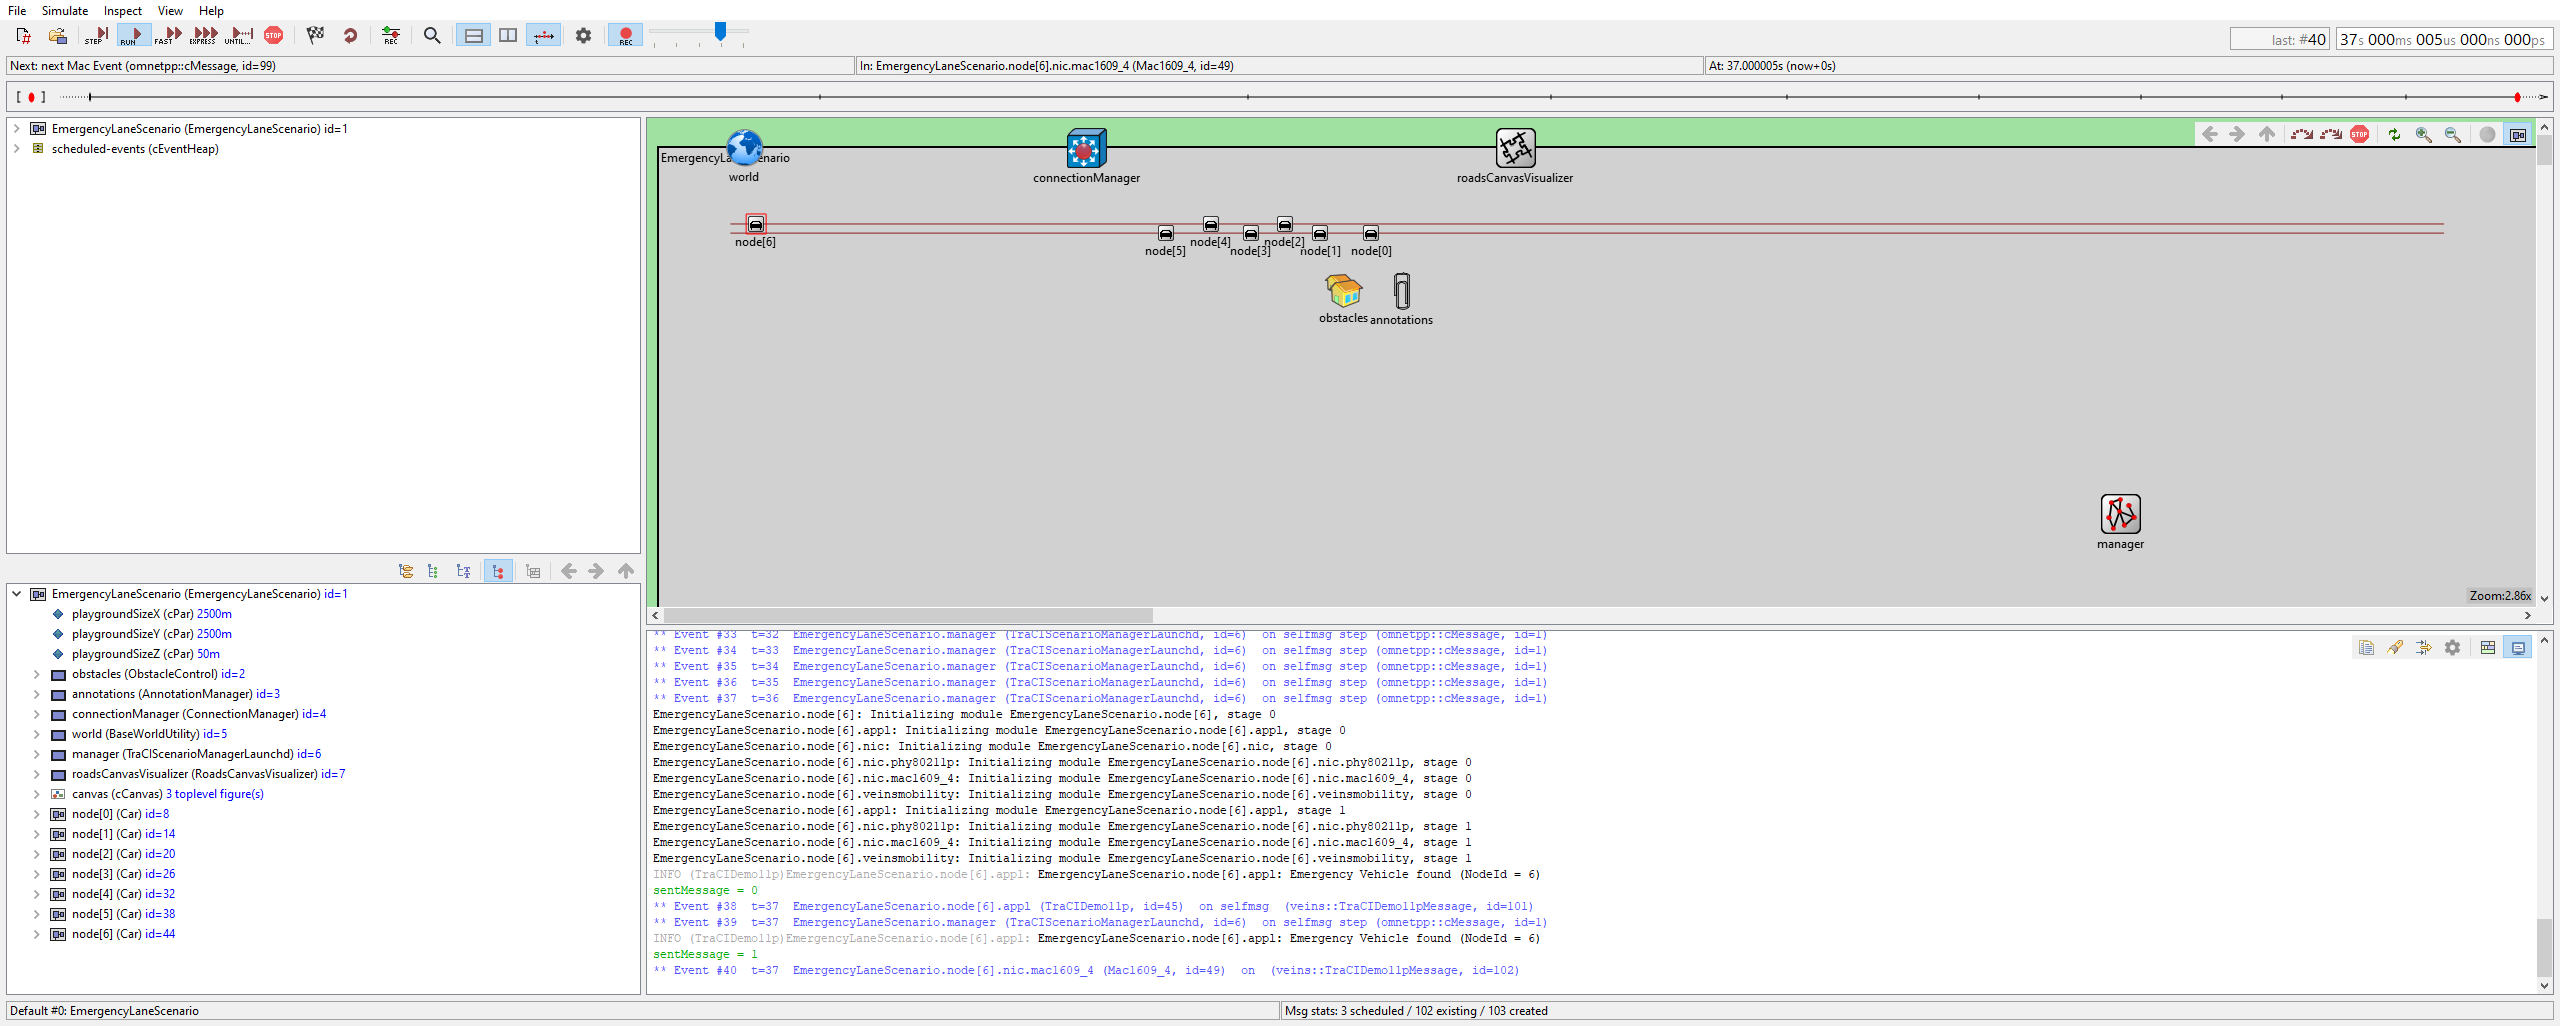 File Simulate Inspect View Help
STEP RUN FAST EXPRESS UNTIL... STOP REC REC
last: #40 37s 000ms 005us 000ns 000ps
Next: next Mac Event (omnetpp::cMessage, id=99) In: EmergencyLaneScenario.node[6].nic.mac1609_4 (Mac1609_4, id=49) At: 37.000005s (now+0s)
EmergencyLaneScenario (EmergencyLaneScenario) id=1
scheduled-events (cEventHeap)
STOP
world
connectionManager
roadsCanvasVisualizer
node[6]
node[5]
node[4]
node[3]
node[2]
node[1]
node[0]
obstacles
annotations
manager
Zoom:2.86x
EmergencyLaneScenario (EmergencyLaneScenario) id=1
playgroundSizeX (cPar) 2500m
playgroundSizeY (cPar) 2500m
playgroundSizeZ (cPar) 50m
obstacles (ObstacleControl) id=2
annotations (AnnotationManager) id=3
connectionManager (ConnectionManager) id=4
world (BaseWorldUtility) id=5
manager (TraCIScenarioManagerLaunchd) id=6
roadsCanvasVisualizer (RoadsCanvasVisualizer) id=7
canvas (cCanvas) 3 toplevel figure(s)
node[0] (Car) id=8
node[1] (Car) id=14
node[2] (Car) id=20
node[3] (Car) id=26
node[4] (Car) id=32
node[5] (Car) id=38
node[6] (Car) id=44
** Event #33 t=32 EmergencyLaneScenario.manager (TraCIScenarioManagerLaunchd, id=6) on selfmsg step (omnetpp::cMessage, id=1)
** Event #34 t=33 EmergencyLaneScenario.manager (TraCIScenarioManagerLaunchd, id=6) on selfmsg step (omnetpp::cMessage, id=1)
** Event #35 t=34 EmergencyLaneScenario.manager (TraCIScenarioManagerLaunchd, id=6) on selfmsg step (omnetpp::cMessage, id=1)
** Event #36 t=35 EmergencyLaneScenario.manager (TraCIScenarioManagerLaunchd, id=6) on selfmsg step (omnetpp::cMessage, id=1)
** Event #37 t=36 EmergencyLaneScenario.manager (TraCIScenarioManagerLaunchd, id=6) on selfmsg step (omnetpp::cMessage, id=1)
EmergencyLaneScenario.node[6]: Initializing module EmergencyLaneScenario.node[6], stage 0
EmergencyLaneScenario.node[6].appl: Initializing module EmergencyLaneScenario.node[6].appl, stage 0
EmergencyLaneScenario.node[6].nic: Initializing module EmergencyLaneScenario.node[6].nic, stage 0
EmergencyLaneScenario.node[6].nic.phy80211p: Initializing module EmergencyLaneScenario.node[6].nic.phy80211p, stage 0
EmergencyLaneScenario.node[6].nic.mac1609_4: Initializing module EmergencyLaneScenario.node[6].nic.mac1609_4, stage 0
EmergencyLaneScenario.node[6].veinsmobility: Initializing module EmergencyLaneScenario.node[6].veinsmobility, stage 0
EmergencyLaneScenario.node[6].appl: Initializing module EmergencyLaneScenario.node[6].appl, stage 1
EmergencyLaneScenario.node[6].nic.phy80211p: Initializing module EmergencyLaneScenario.node[6].nic.phy80211p, stage 1
EmergencyLaneScenario.node[6].nic.mac1609_4: Initializing module EmergencyLaneScenario.node[6].nic.mac1609_4, stage 1
EmergencyLaneScenario.node[6].veinsmobility: Initializing module EmergencyLaneScenario.node[6].veinsmobility, stage 1
INFO (TraCIDemo11p)EmergencyLaneScenario.node[6].appl: EmergencyLaneScenario.node[6].appl: Emergency Vehicle found (NodeId = 6)
sentMessage = 0
** Event #38 t=37 EmergencyLaneScenario.node[6].appl (TraCIDemo11p, id=45) on selfmsg (veins::TraCIDemo11pMessage, id=101)
** Event #39 t=37 EmergencyLaneScenario.manager (TraCIScenarioManagerLaunchd, id=6) on selfmsg step (omnetpp::cMessage, id=1)
INFO (TraCIDemo11p)EmergencyLaneScenario.node[6].appl: EmergencyLaneScenario.node[6].appl: Emergency Vehicle found (NodeId = 6)
sentMessage = 1
** Event #40 t=37 EmergencyLaneScenario.node[6].nic.mac1609_4 (Mac1609_4, id=49) on (veins::TraCIDemo11pMessage, id=102)
Default #0: EmergencyLaneScenario Msg stats: 3 scheduled / 102 existing / 103 created